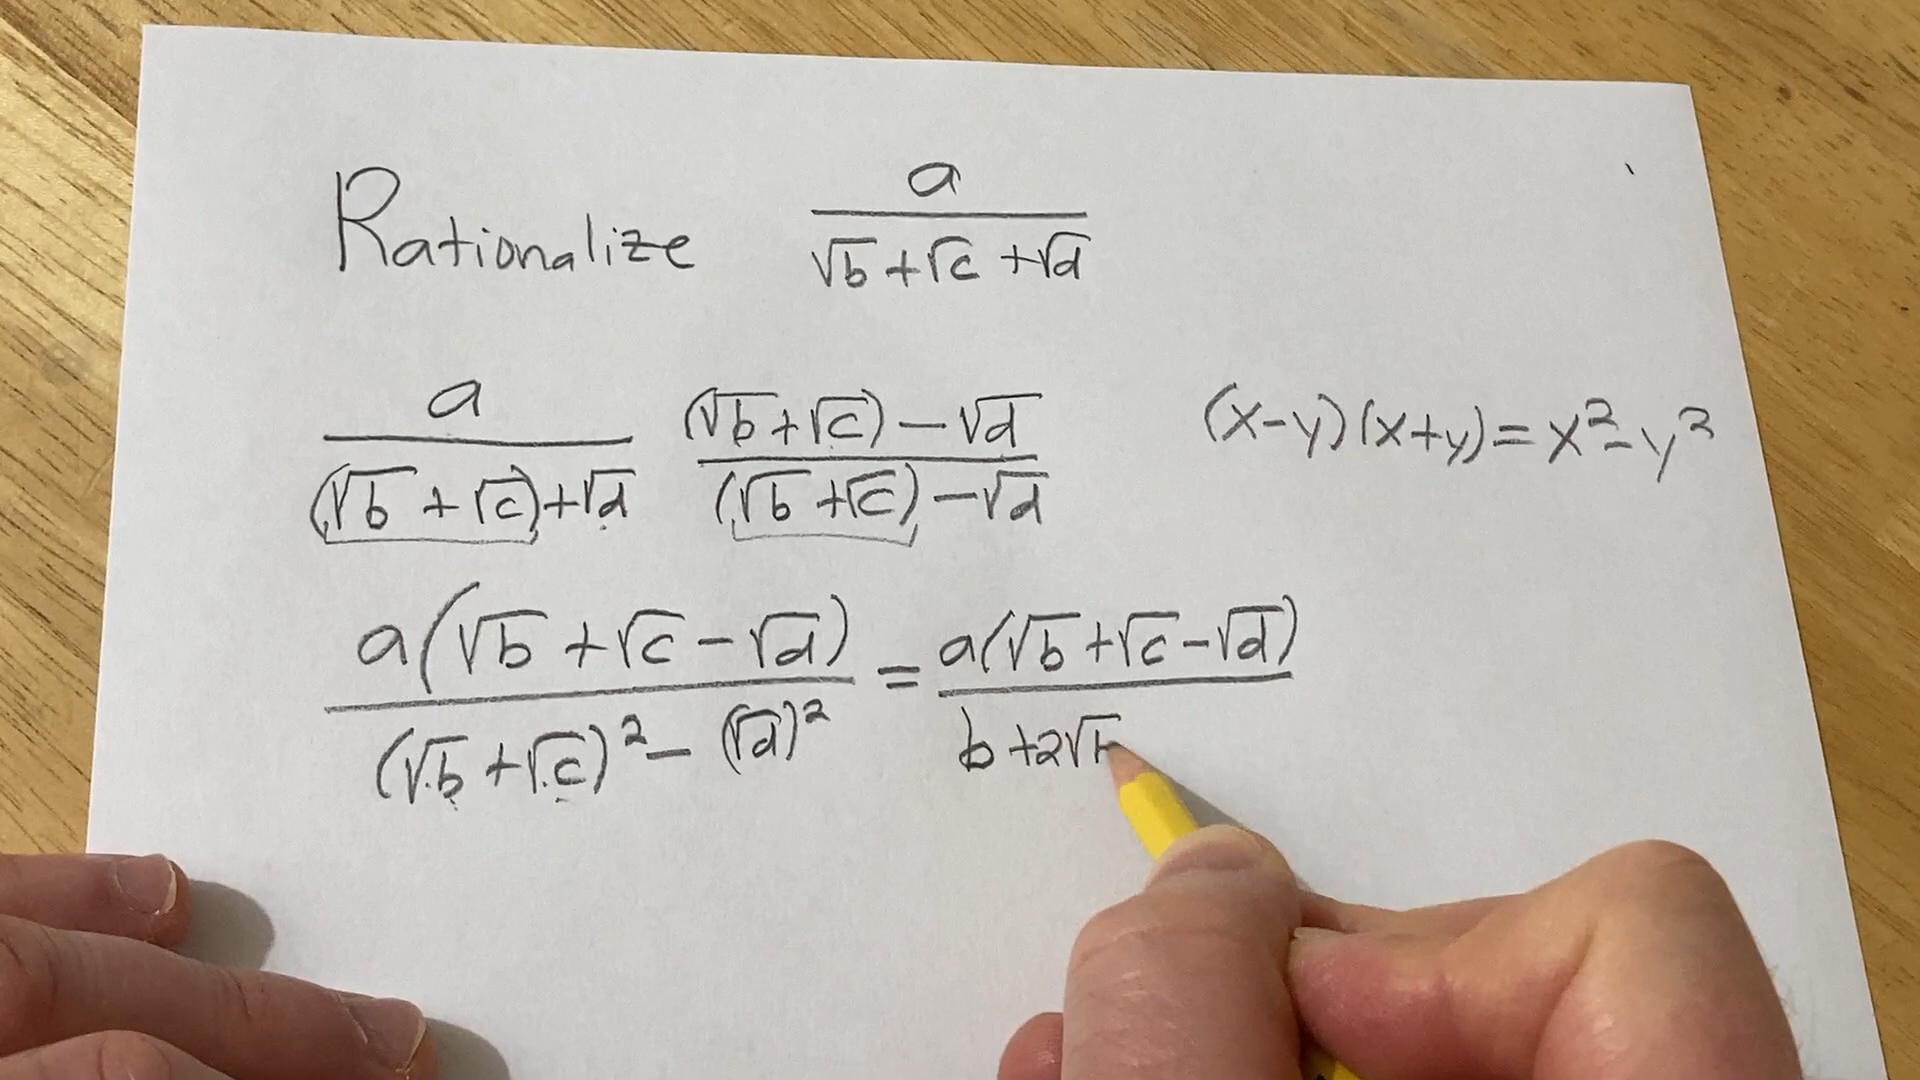 Rationalize a/(√b + √c + √d)
a/((√b + √c) + √d) ((√b + √c) − √d)/((√b + √c) − √d) (x−y)(x+y) = x² − y²
a(√b + √c − √d)/((√b + √c)² − (√d)²) = a(√b + √c − √d)/(b + 2√